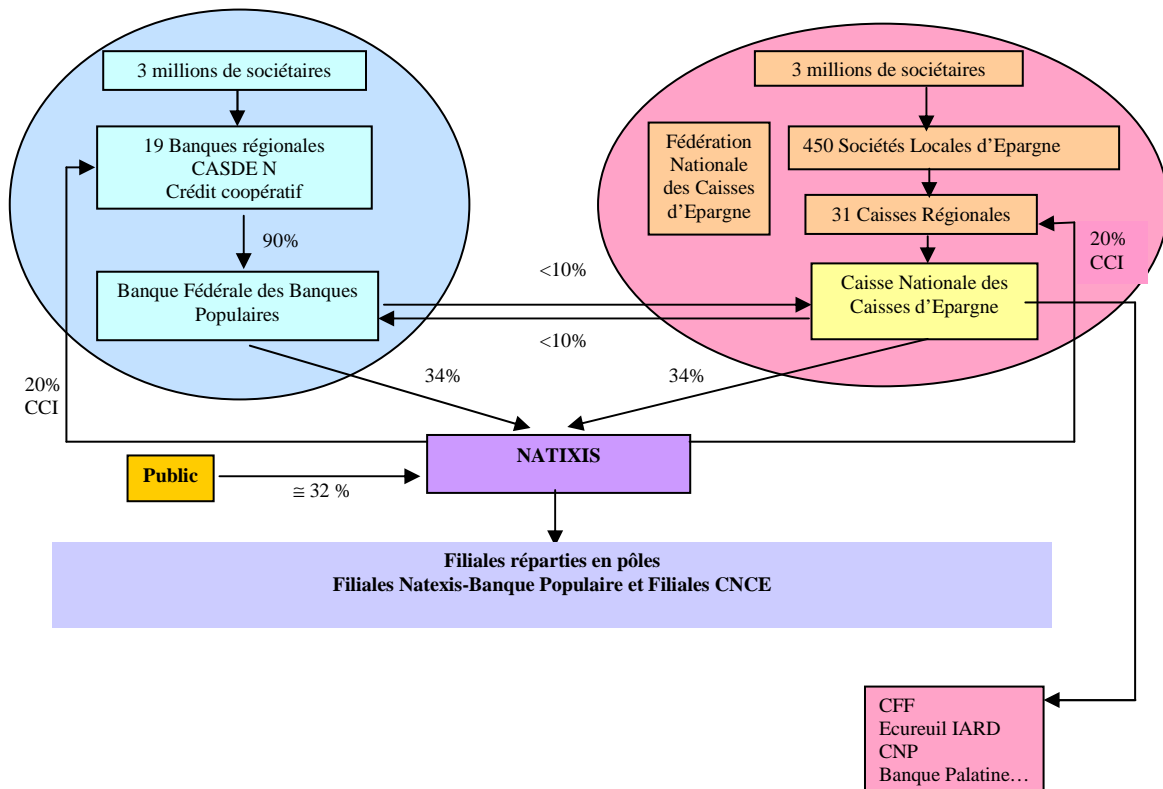 3 millions de sociétaires
19 Banques régionales
CASDE N
Crédit coopératif
90%
Banque Fédérale des Banques
Populaires
20%
CCI
3 millions de sociétaires
Fédération
Nationale
des Caisses
d'Epargne
450 Sociétés Locales d'Epargne
31 Caisses Régionales
20%
CCI
Caisse Nationale des
Caisses d'Epargne
<10%
<10%
34%
34%
NATIXIS
Public
≅ 32 %
Filiales réparties en pôles
Filiales Natexis-Banque Populaire et Filiales CNCE
CFF
Ecureuil IARD
CNP
Banque Palatine…